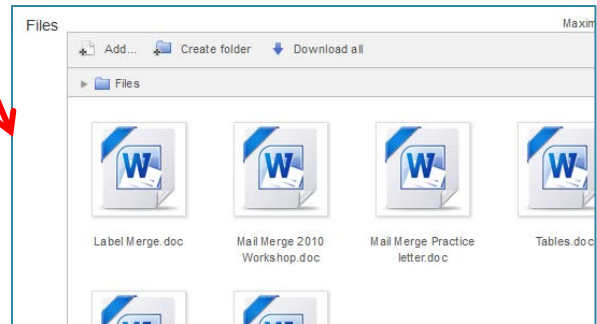 Files
Maxim
Add...
Create folder
Download all
Files
W
W
W
W
Label Merge.doc
Mail Merge 2010
Workshop.doc
Mail Merge Practice
letter.doc
Tables.doc